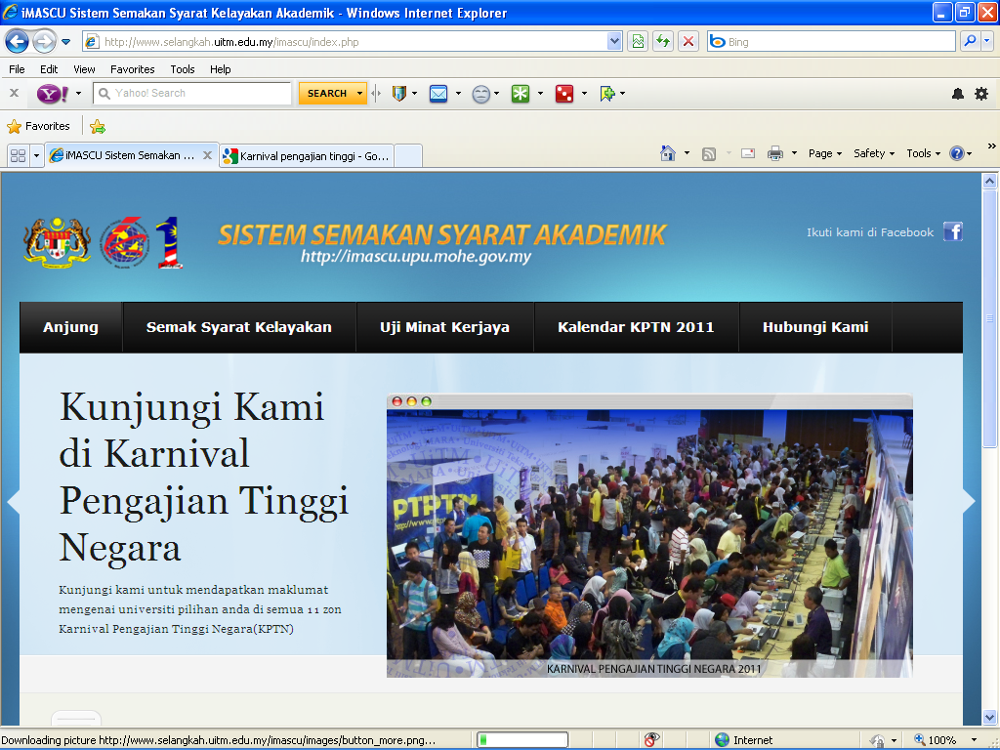 iMASCU Sistem Semakan Syarat Kelayakan Akademik - Windows Internet Explorer
http://www.selangkah.uitm.edu.my/imascu/index.php
Bing
File Edit View Favorites Tools Help
Y! Yahoo! Search SEARCH
Favorites
iMASCU Sistem Semakan ... Karnival pengajian tinggi - Go... Page Safety Tools
SISTEM SEMAKAN SYARAT AKADEMIK
http://imascu.upu.mohe.gov.my
Ikuti kami di Facebook
Anjung Semak Syarat Kelayakan Uji Minat Kerjaya Kalendar KPTN 2011 Hubungi Kami
Kunjungi Kami
di Karnival
Pengajian Tinggi
Negara
Kunjungi kami untuk mendapatkan maklumat
mengenai universiti pilihan anda di semua 11 zon
Karnival Pengajian Tinggi Negara(KPTN)
PTPTN
KARNIVAL PENGAJIAN TINGGI NEGARA 2011
Downloading picture http://www.selangkah.uitm.edu.my/imascu/images/button_more.png... Internet 100%